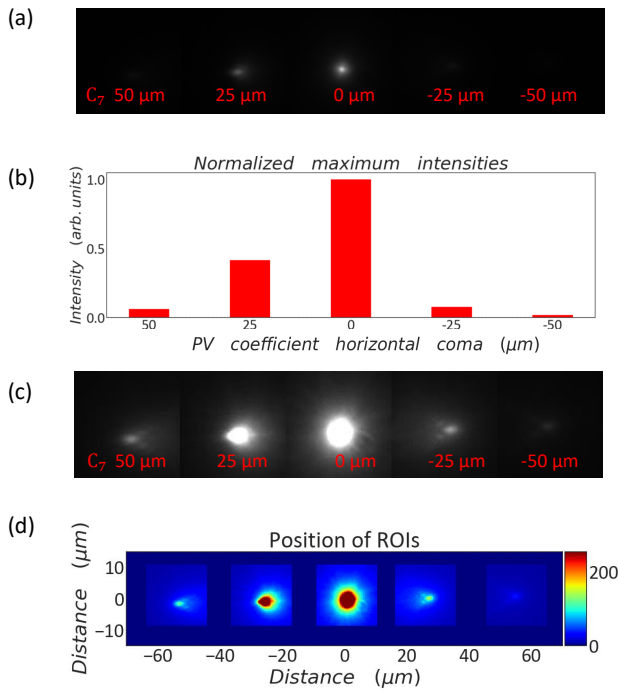 (a)
C₇ 50 μm 25 μm 0 μm -25 μm -50 μm
(b)
Normalized maximum intensities
Intensity (arb. units)
1.0
0.5
0.0
50 25 0 -25 -50
PV coefficient horizontal coma (μm)
(c)
C₇ 50 μm 25 μm 0 μm -25 μm -50 μm
(d)
Position of ROIs
Distance (μm)
10
0
−10
200
0
−60 −40 −20 0 20 40 60
Distance (μm)